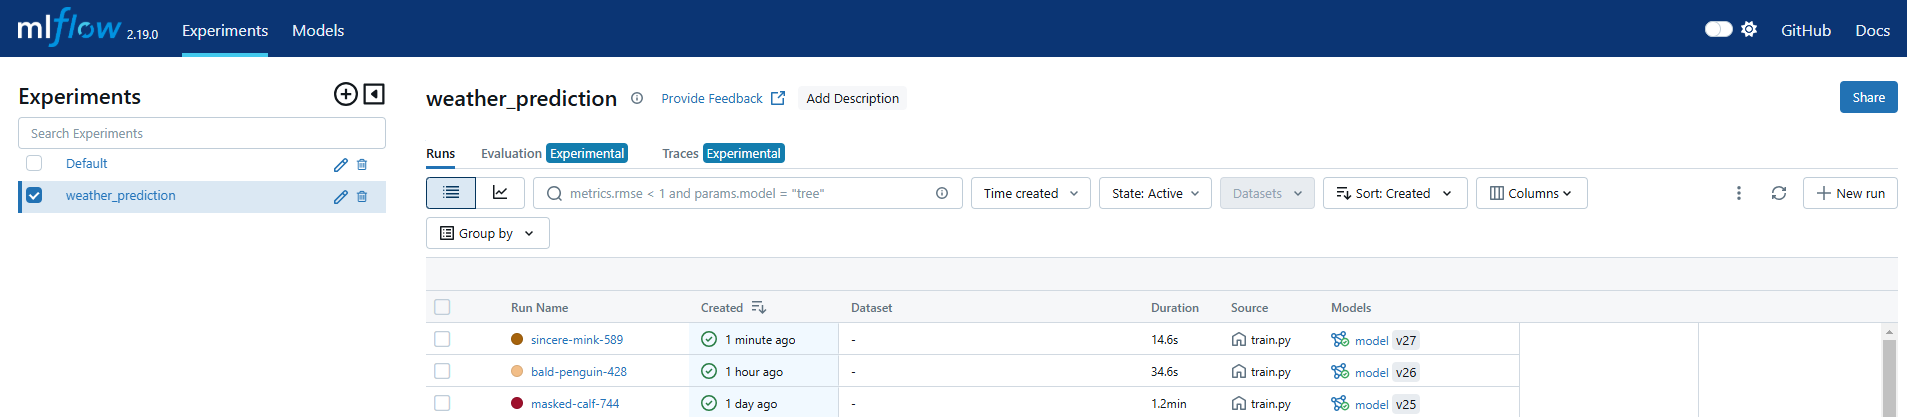 mlflow 2.19.0 Experiments Models GitHub Docs
Experiments
Search Experiments
Default
weather_prediction
weather_prediction Provide Feedback Add Description Share
Runs Evaluation Experimental Traces Experimental
metrics.rmse < 1 and params.model = "tree" Time created State: Active Datasets Sort: Created Columns New run
Group by
Run Name Created Dataset Duration Source Models
sincere-mink-589 1 minute ago - 14.6s train.py model v27
bald-penguin-428 1 hour ago - 34.6s train.py model v26
masked-calf-744 1 day ago - 1.2min train.py model v25